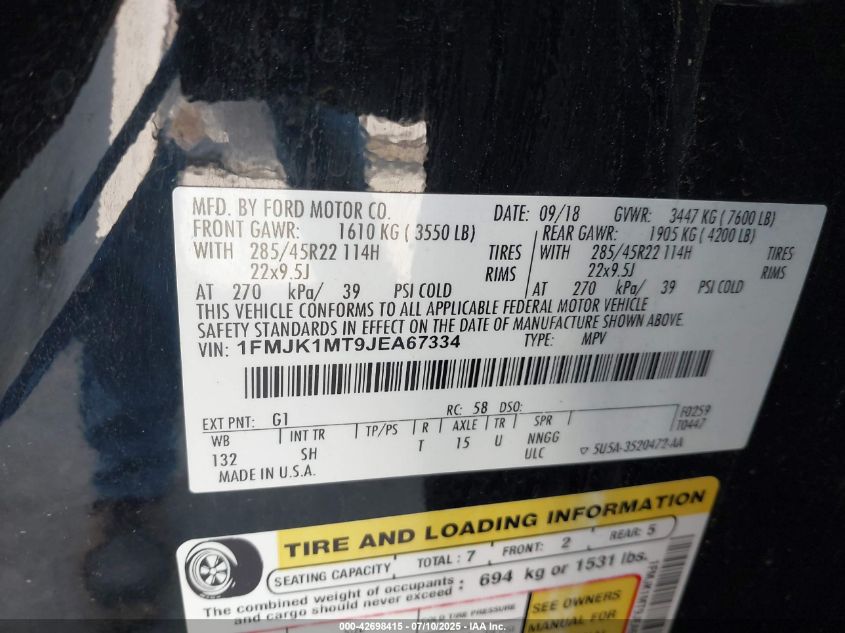 MFD. BY FORD MOTOR CO. DATE: 09/18 GVWR: 3447 KG ( 7600 LB)
FRONT GAWR: 1610 KG ( 3550 LB) REAR GAWR: 1905 KG ( 4200 LB)
WITH 285/45R22 114H TIRES WITH 285/45R22 114H TIRES
22x9.5J RIMS 22x9.5J RIMS
AT 270 kPa/ 39 PSI COLD AT 270 kPa/ 39 PSI COLD
THIS VEHICLE CONFORMS TO ALL APPLICABLE FEDERAL MOTOR VEHICLE
SAFETY STANDARDS IN EFFECT ON THE DATE OF MANUFACTURE SHOWN ABOVE.
VIN: 1FMJK1MT9JEA67334 TYPE: MPV
EXT PNT: G1 RC: 58 DSO: F0259
WB INT TR TP/PS R AXLE TR SPR T0447
132 SH T 15 U NNGG
ULC 5U5A-3520472-AA
MADE IN U.S.A.
TIRE AND LOADING INFORMATION
SEATING CAPACITY TOTAL : 7 FRONT: 2 REAR: 5
The combined weight of occupants and cargo should never exceed : 694 kg or 1531 lbs.
COLD TIRE PRESSURE
SEE OWNERS
MANUAL FOR
000-42698415 - 07/10/2025 - IAA Inc.